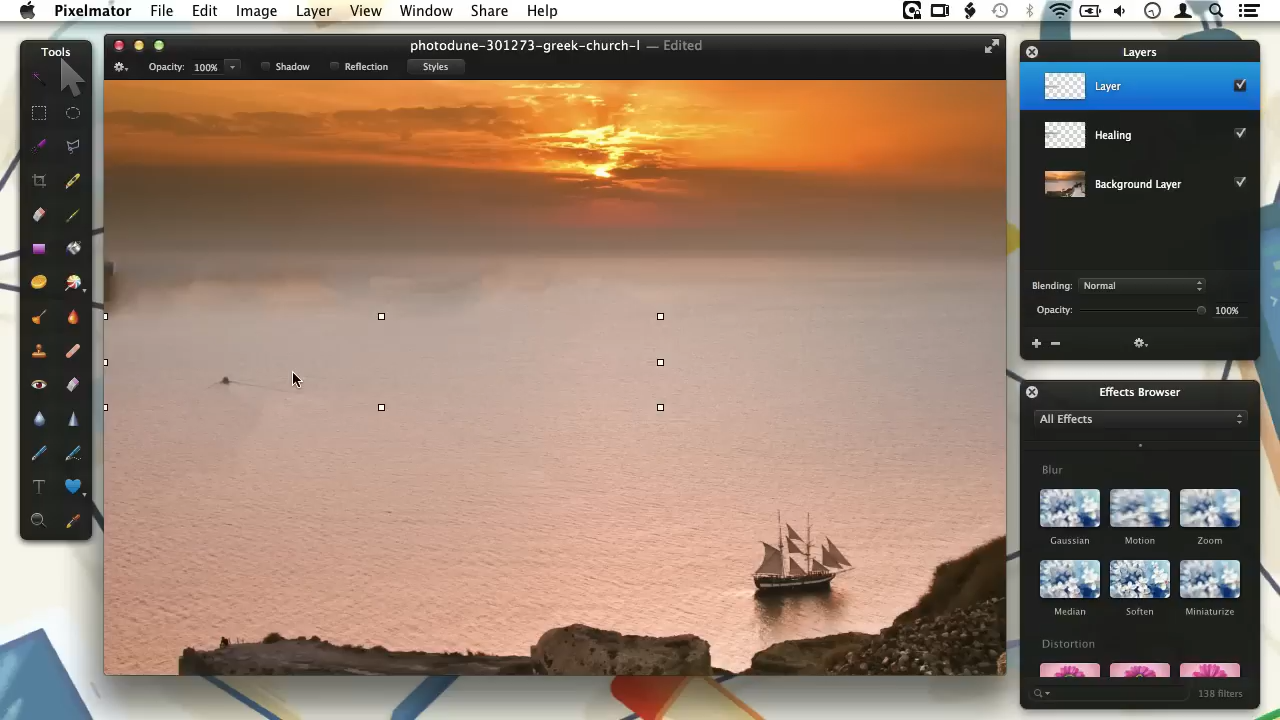 Pixelmator File Edit Image Layer View Window Share Help
Tools
photodune-301273-greek-church-l — Edited
Opacity: 100% Shadow Reflection Styles
Layers
Layer
Healing
Background Layer
Blending: Normal
Opacity: 100%
Effects Browser
All Effects
Blur
Gaussian Motion Zoom
Median Soften Miniaturize
Distortion
138 filters
T